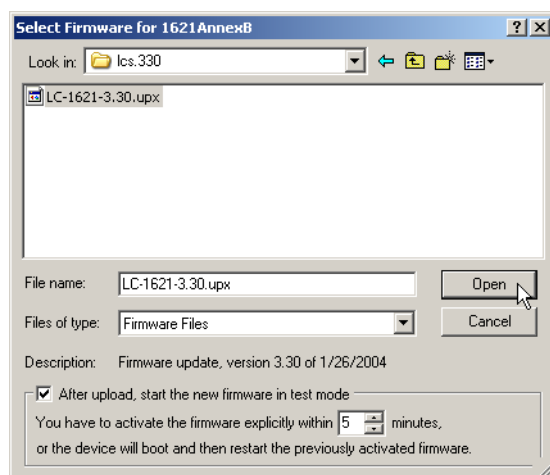 Select Firmware for 1621AnnexB
Look in: lcs.330
LC-1621-3.30.upx
File name: LC-1621-3.30.upx Open
Files of type: Firmware Files Cancel
Description: Firmware update, version 3.30 of 1/26/2004
After upload, start the new firmware in test mode
You have to activate the firmware explicitly within 5 minutes,
or the device will boot and then restart the previously activated firmware.